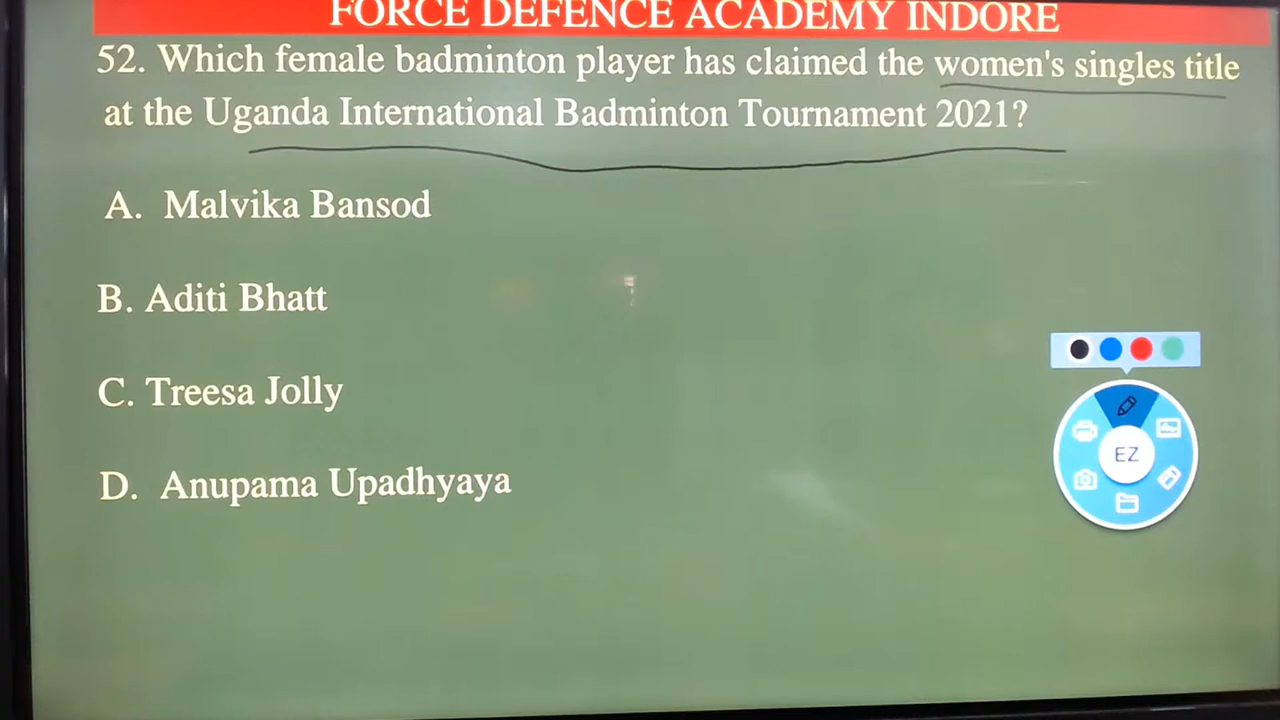 FORCE DEFENCE ACADEMY INDORE
52. Which female badminton player has claimed the women's singles title
at the Uganda International Badminton Tournament 2021?
A. Malvika Bansod
B. Aditi Bhatt
C. Treesa Jolly
D. Anupama Upadhyaya
EZ